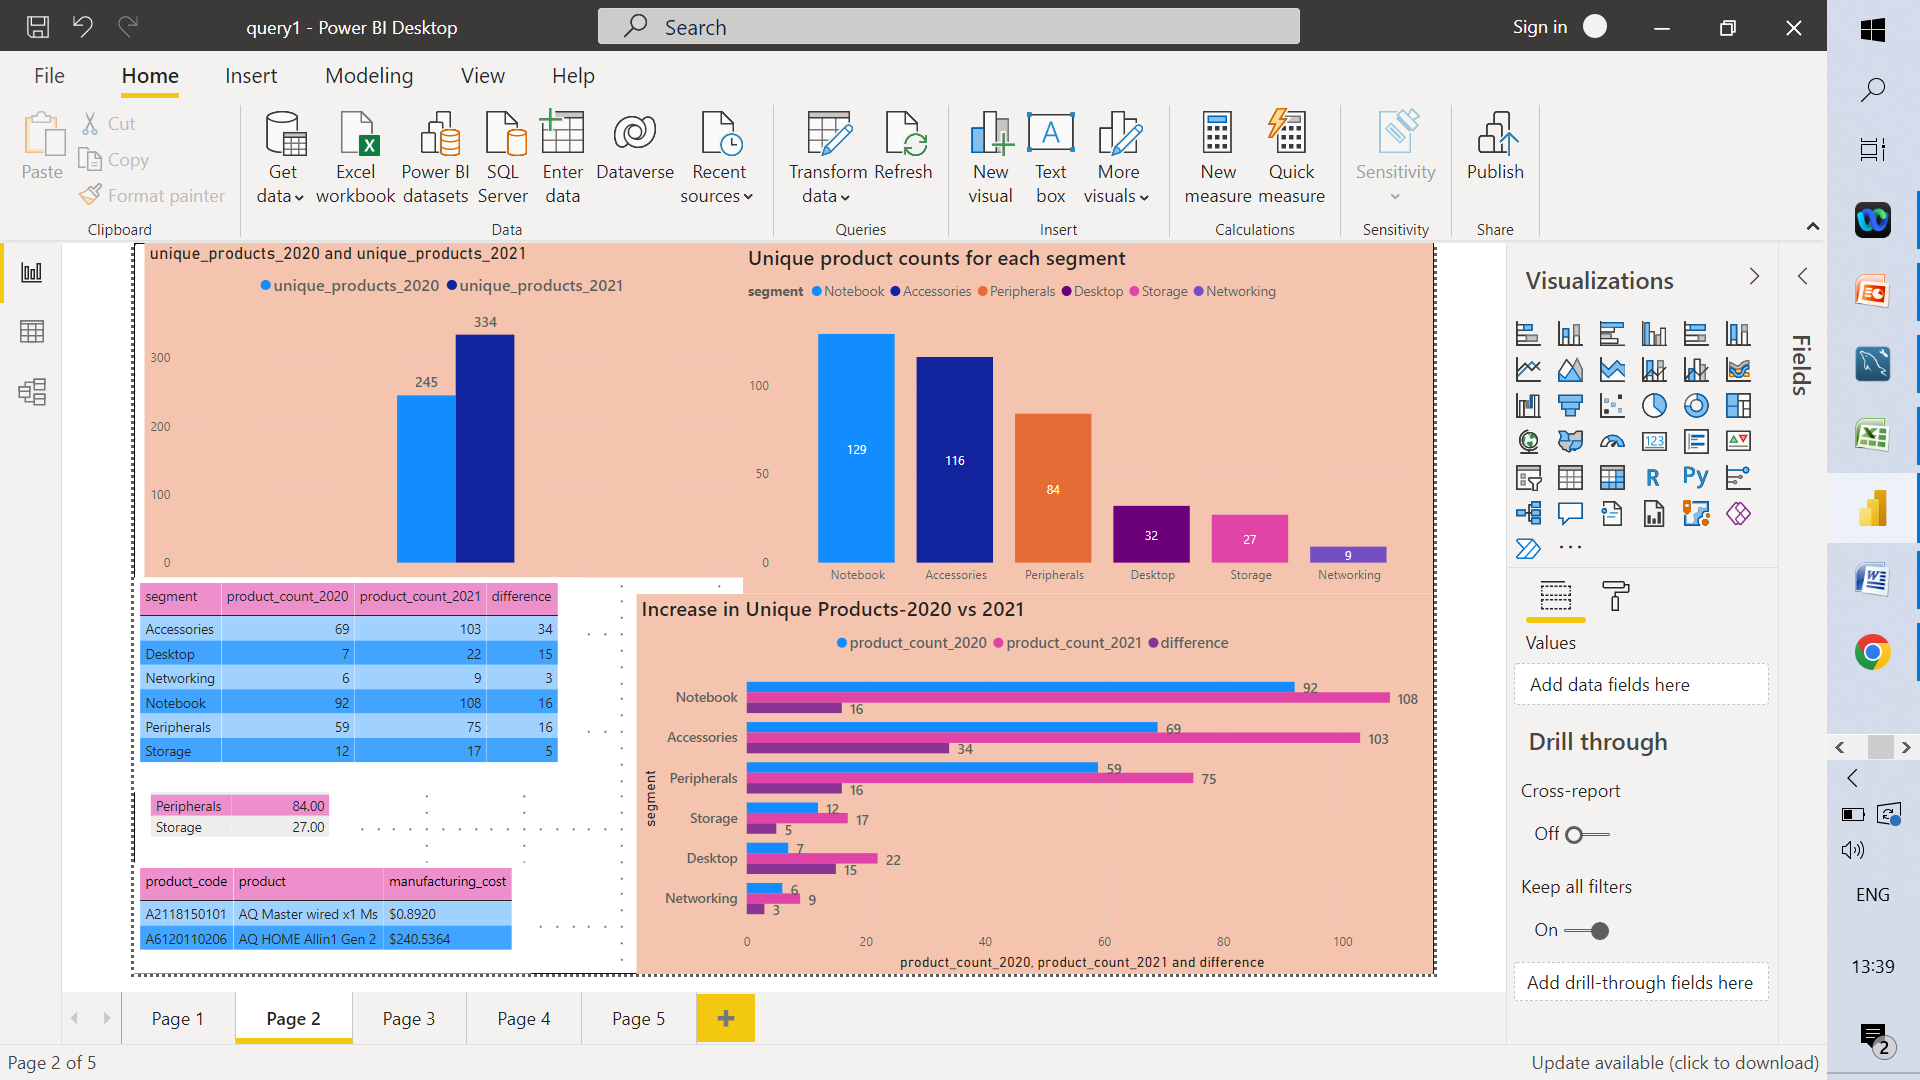 query1 - Power BI Desktop
Search
Sign in
File Home Insert Modeling View Help
Paste
Cut
Copy
Format painter
Clipboard
Get data
Excel workbook
Power BI datasets
SQL Server
Enter data
Dataverse
Recent sources
Data
Transform data
Refresh
Queries
New visual
Text box
More visuals
Insert
New measure
Quick measure
Calculations
Sensitivity
Sensitivity
Publish
Share
unique_products_2020 and unique_products_2021
unique_products_2020 unique_products_2021
334
245
300
200
100
0
Unique product counts for each segment
segment Notebook Accessories Peripherals Desktop Storage Networking
100
50
0
129
116
84
32
27
9
Notebook Accessories Peripherals Desktop Storage Networking
segment product_count_2020 product_count_2021 difference
Accessories 69 103 34
Desktop 7 22 15
Networking 6 9 3
Notebook 92 108 16
Peripherals 59 75 16
Storage 12 17 5
Peripherals 84.00
Storage 27.00
product_code product manufacturing_cost
A2118150101 AQ Master wired x1 Ms $0.8920
A6120110206 AQ HOME Allin1 Gen 2 $240.5364
Increase in Unique Products-2020 vs 2021
product_count_2020 product_count_2021 difference
segment
Notebook 92 108 16
Accessories 69 103 34
Peripherals 59 75 16
Storage 12 17 5
Desktop 7 22 15
Networking 6 9 3
0 20 40 60 80 100
product_count_2020, product_count_2021 and difference
Visualizations
Fields
123
R
Py
Values
Add data fields here
Drill through
Cross-report
Off
Keep all filters
On
Add drill-through fields here
Page 1 Page 2 Page 3 Page 4 Page 5
Page 2 of 5
Update available (click to download)
ENG
13:39
2